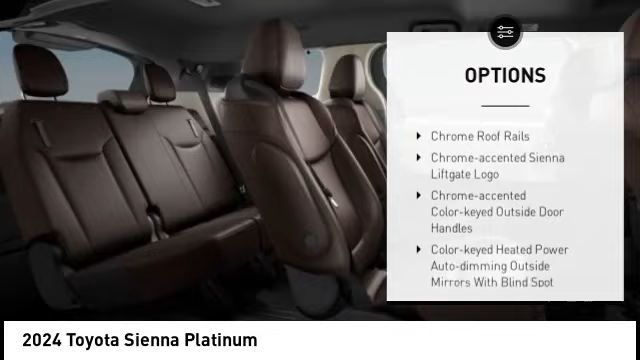 OPTIONS
Chrome Roof Rails
Chrome-accented Sienna
Liftgate Logo
Chrome-accented
Color-keyed Outside Door
Handles
Color-keyed Heated Power
Auto-dimming Outside
Mirrors With Blind Spot
2024 Toyota Sienna Platinum